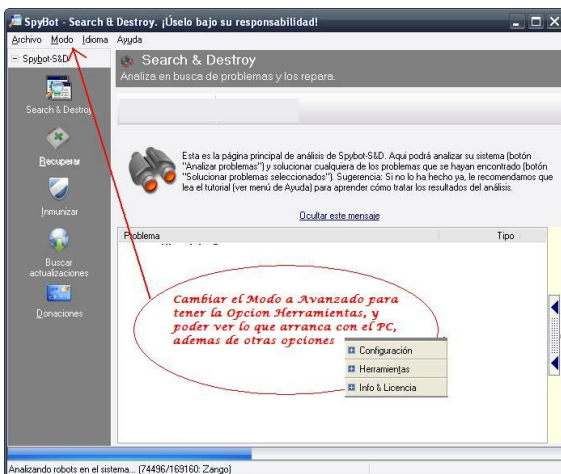 SpyBot - Search & Destroy. ¡Úselo bajo su responsabilidad!
Archivo Modo Idioma Ayuda
Spybot-S&D
Search & Destroy
Recuperar
Inmunizar
Buscar
actualizaciones
Donaciones
Search & Destroy
Analiza en busca de problemas y los repara.
Esta es la página principal de análisis de Spybot-S&D. Aquí podrá analizar su sistema (botón
"Analizar problemas") y solucionar cualquiera de los problemas que se hayan encontrado (botón
"Solucionar problemas seleccionados"). Sugerencia: Si no lo ha hecho ya, le recomendamos que
lea el tutorial (ver menú de Ayuda) para aprender cómo tratar los resultados del análisis.
Ocultar este mensaje
Problema Tipo
Cambiar el Modo a Avanzado para
tener la Opcion Herramientas, y
poder ver lo que arranca con el PC,
ademas de otras opciones
Configuración
Herramientas
Info & Licencia
Analizando robots en el sistema... (74496/169160: Zango)